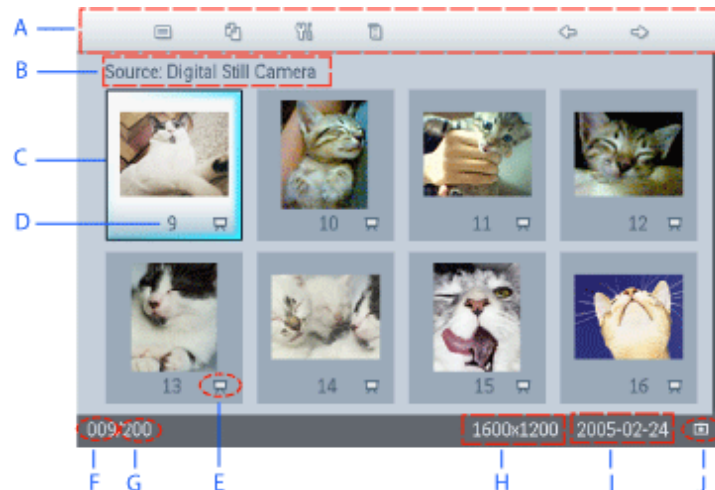 A
B Source: Digital Still Camera
C
D 9 10 11 12
13 14 15 16
009/200 1600x1200 2005-02-24
F G E H I J